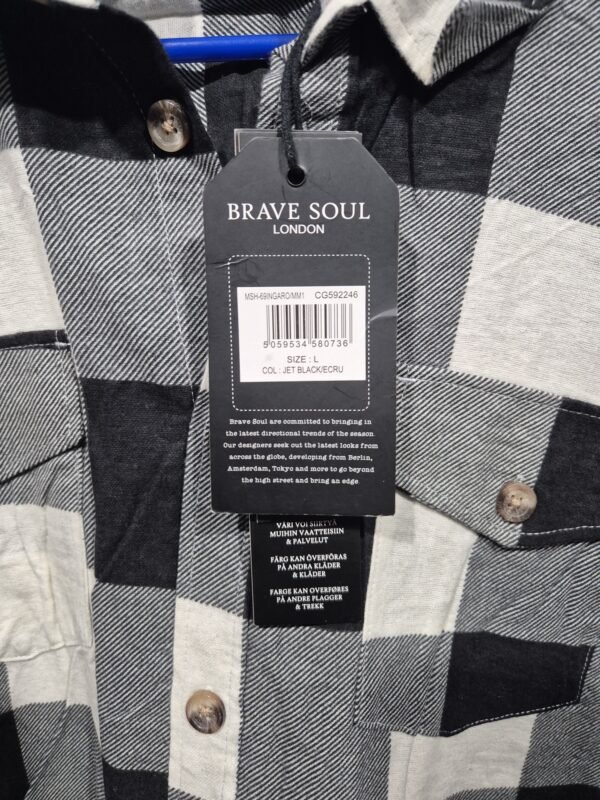 BRAVE SOUL
LONDON
MSH-69INGARO/MM1 CG592246
5 059534 580736
SIZE : L
COL : JET BLACK/ECRU
Brave Soul are committed to bringing in
the latest directional trends of the season.
Our designers seek out the latest looks from
across the globe, developing from Berlin,
Amsterdam, Tokyo and more to go beyond
the high street and bring an edge.
VÄRI VOI SIIRTYÄ
MUIHIN VAATTEISIIN
& PALVELUT
FÄRG KAN ÖVERFÖRAS
PÅ ANDRA KLÄDER
& KLÄDER
FARGE KAN OVERFØRES
PÅ ANDRE PLAGGER
& TREKK